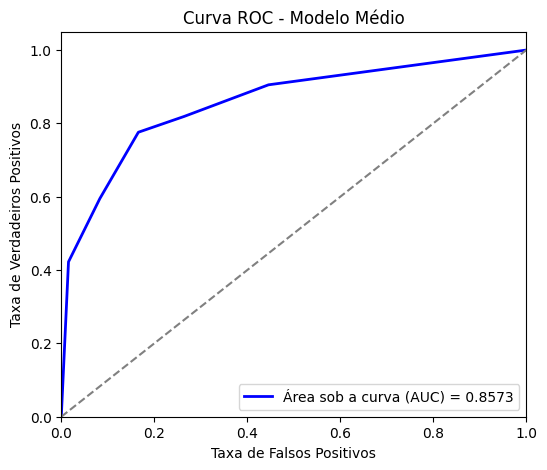 Curva ROC - Modelo Médio
Taxa de Verdadeiros Positivos
1.0
0.8
0.6
0.4
0.2
0.0
Área sob a curva (AUC) = 0.8573
0.0 0.2 0.4 0.6 0.8 1.0
Taxa de Falsos Positivos